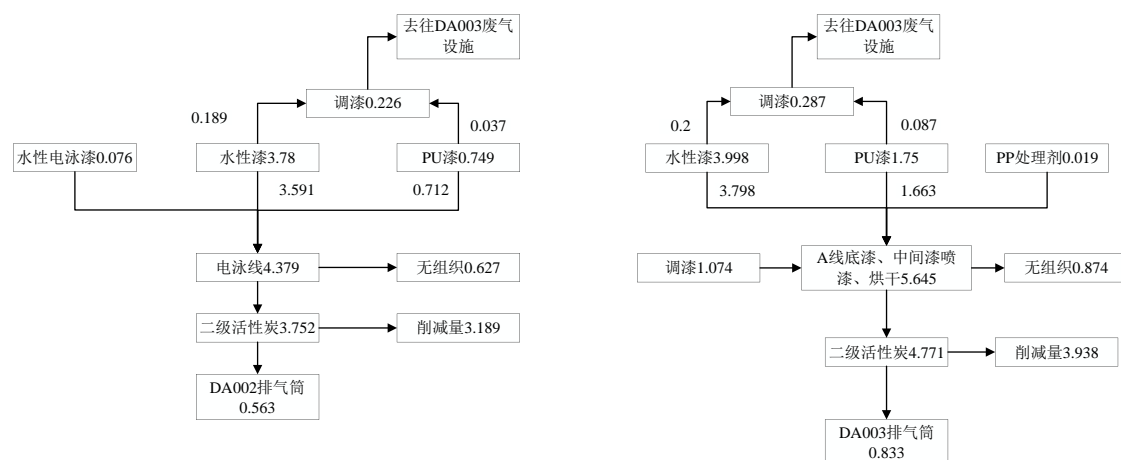 去往DA003废气
设施
调漆0.226
0.189
0.037
水性电泳漆0.076
水性漆3.78
PU漆0.749
3.591
0.712
电泳线4.379
无组织0.627
二级活性炭3.752
削减量3.189
DA002排气筒
0.563
去往DA003废气
设施
调漆0.287
0.2
0.087
水性漆3.998
PU漆1.75
PP处理剂0.019
3.798
1.663
调漆1.074
A线底漆、中间漆喷
漆、烘干5.645
无组织0.874
二级活性炭4.771
削减量3.938
DA003排气筒
0.833